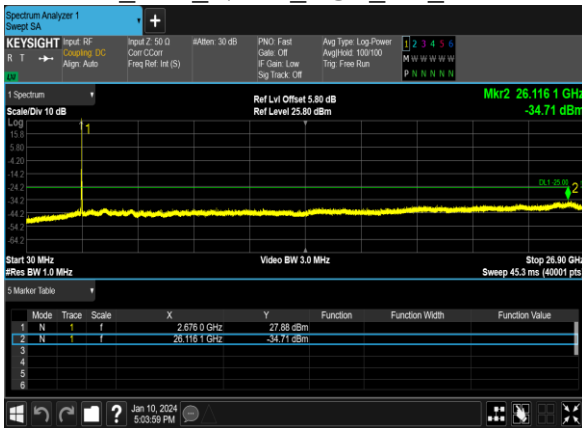 Spectrum Analyzer 1
Swept SA
+
KEYSIGHT Input: RF Input Z: 50 Ω #Atten: 30 dB PNO: Fast Avg Type: Log-Power 1 2 3 4 5 6
R T Coupling: DC Corr CCorr Gate: Off Avg|Hold: 100/100 M W W W W W
Align: Auto Freq Ref: Int (S) IF Gain: Low Trig: Free Run
LV Sig Track: Off P N N N N N
1 Spectrum Ref Lvl Offset 5.80 dB Mkr2 26.116 1 GHz
Scale/Div 10 dB Ref Level 25.80 dBm -34.71 dBm
Log
15.8 1
5.80
-4.20
-14.2
-24.2 DL1 -25.00 2
-34.2
-44.2
-54.2
-64.2
Start 30 MHz Video BW 3.0 MHz Stop 26.90 GHz
#Res BW 1.0 MHz Sweep 45.3 ms (40001 pts
5 Marker Table
Mode Trace Scale X Y Function Function Width Function Value
1 N 1 f 2.676 0 GHz 27.88 dBm
2 N 1 f 26.116 1 GHz -34.71 dBm
3
4
5
6
? Jan 10, 2024
5:03:59 PM